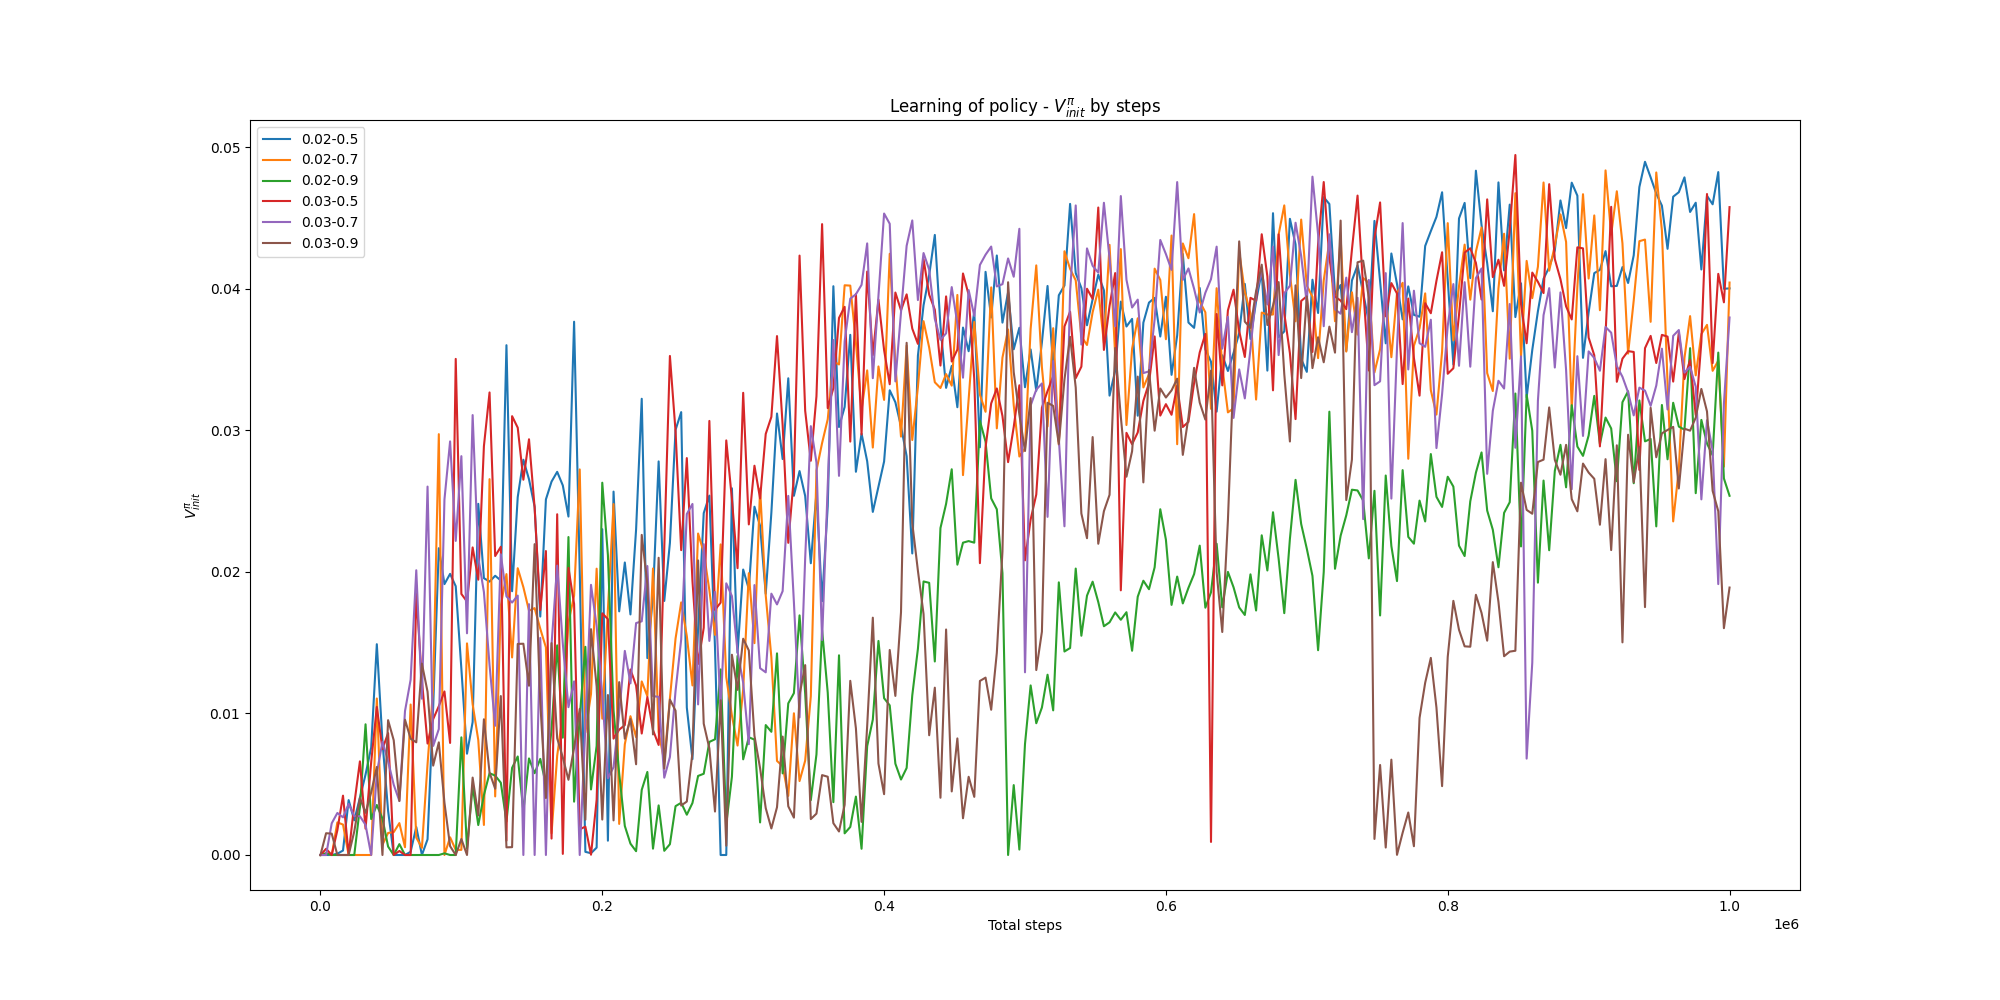 Learning of policy - $V^{\pi}_{init}$ by steps
0.02-0.5
0.02-0.7
0.02-0.9
0.03-0.5
0.03-0.7
0.03-0.9
0.05
0.04
0.03
0.02
0.01
0.00
$V^{\pi}_{init}$
0.0 0.2 0.4 0.6 0.8 1.0
Total steps
1e6